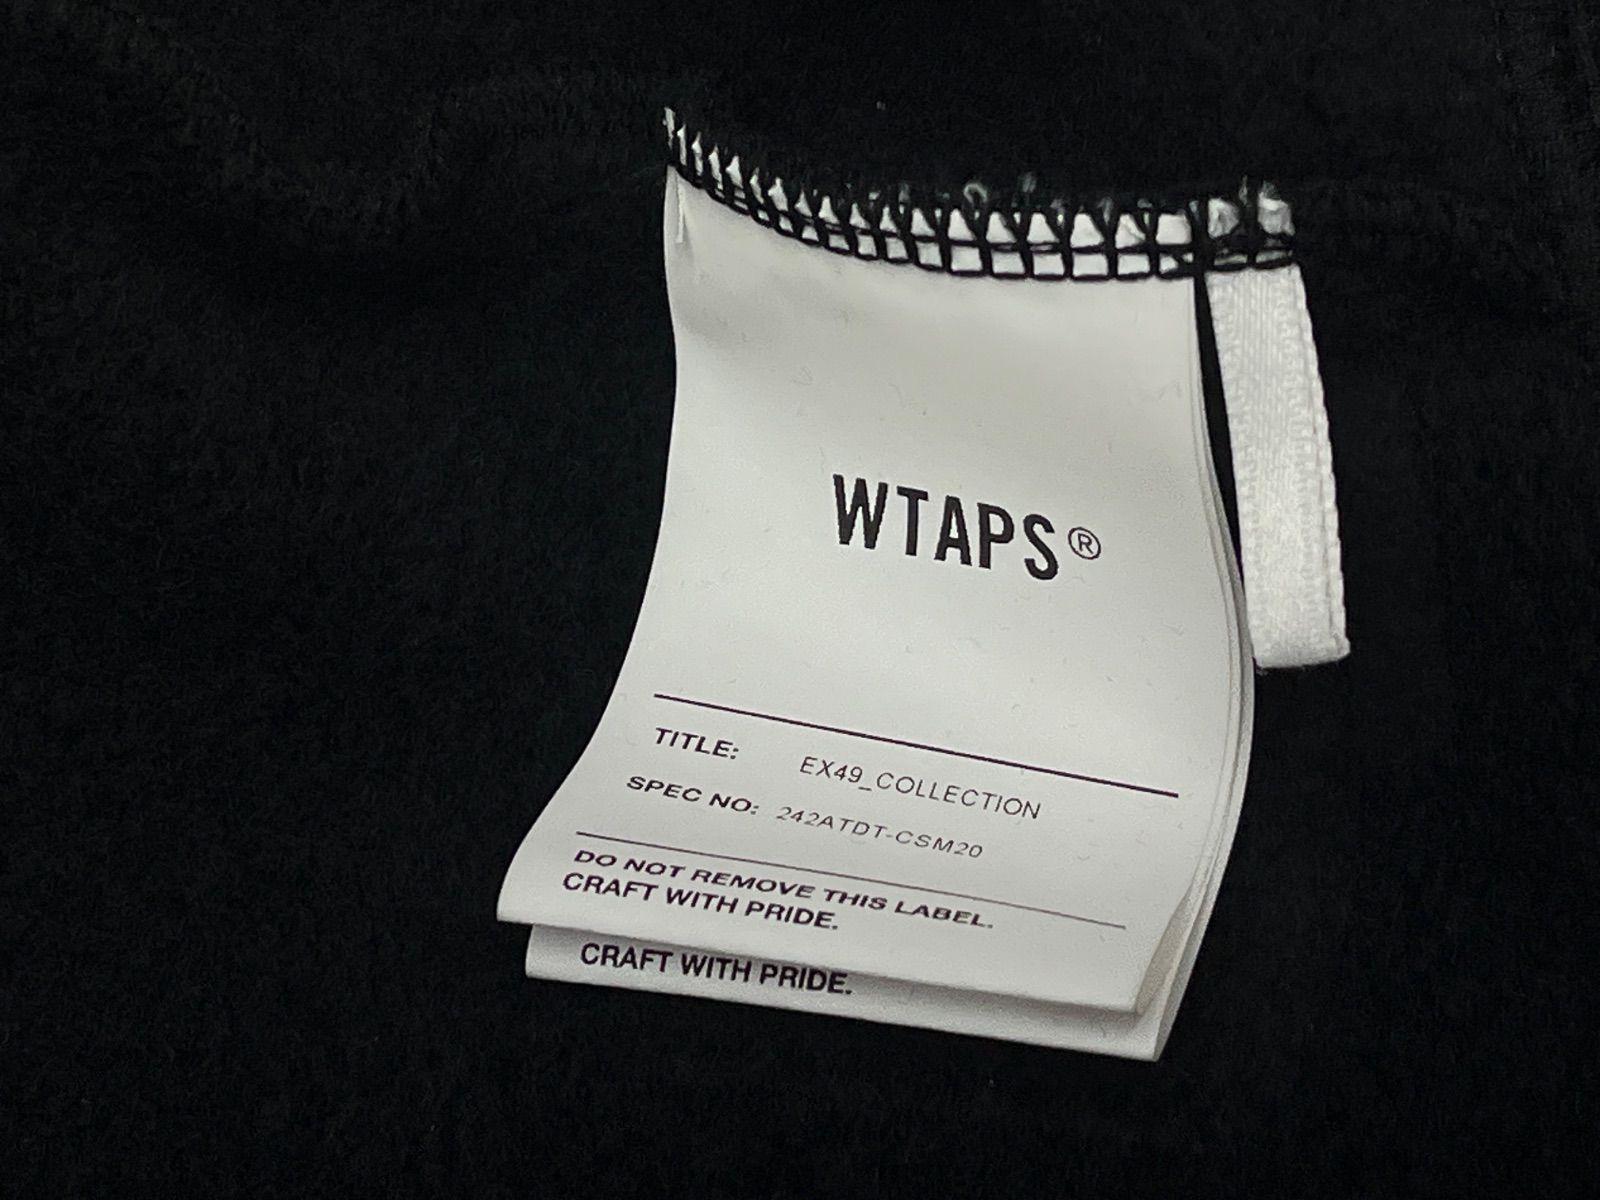 WTAPS®
TITLE: EX49_COLLECTION
SPEC NO: 242ATDT-CSM20
DO NOT REMOVE THIS LABEL.
CRAFT WITH PRIDE.
CRAFT WITH PRIDE.